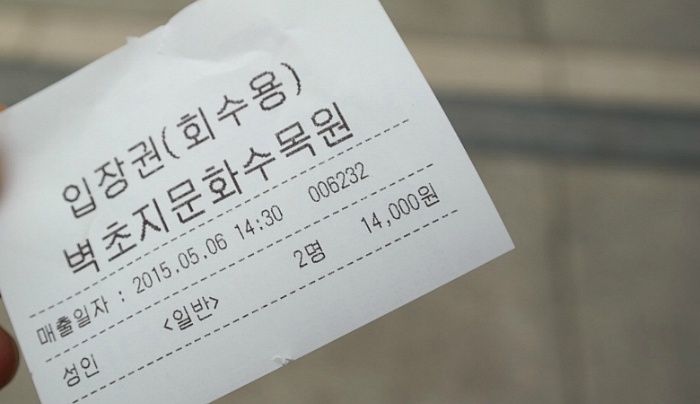 입장권(회수용)
벽초지문화수목원
매출일자 : 2015.05.06 14:30 006232
성인 <일반> 2명 14,000원